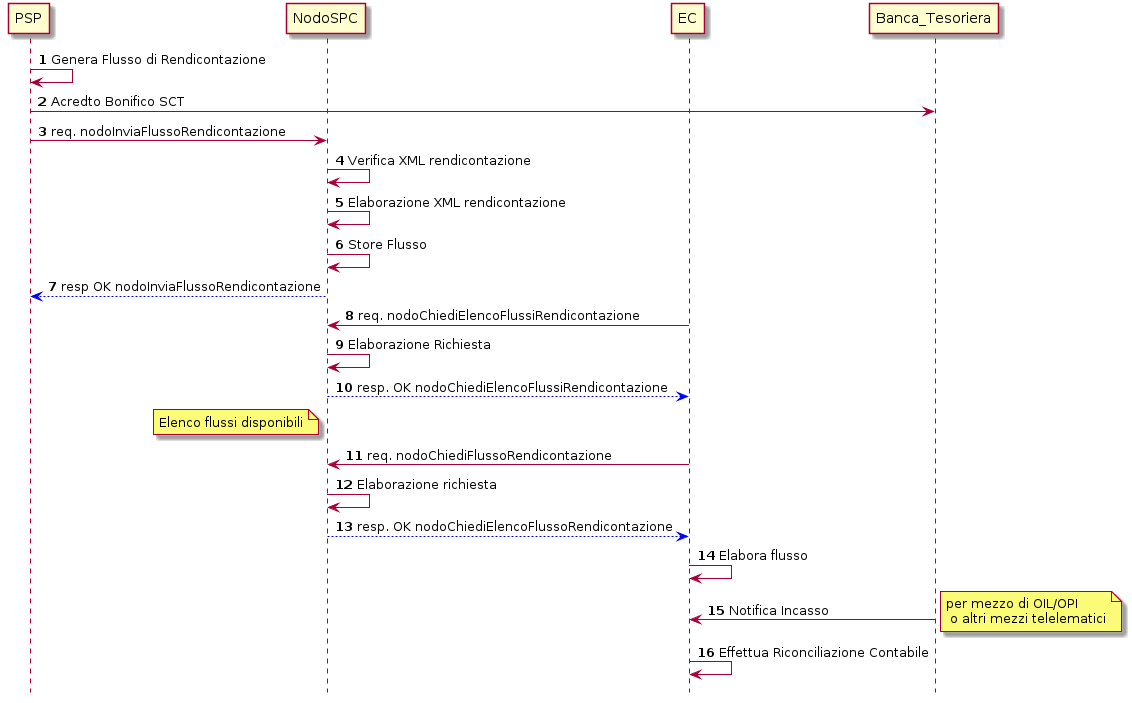 PSP
NodoSPC
EC
Banca_Tesoriera
1 Genera Flusso di Rendicontazione
2 Acredto Bonifico SCT
3 req. nodoInviaFlussoRendicontazione
4 Verifica XML rendicontazione
5 Elaborazione XML rendicontazione
6 Store Flusso
7 resp OK nodoInviaFlussoRendicontazione
8 req. nodoChiediElencoFlussiRendicontazione
9 Elaborazione Richiesta
10 resp. OK nodoChiediElencoFlussiRendicontazione
Elenco flussi disponibili
11 req. nodoChiediFlussoRendicontazione
12 Elaborazione richiesta
13 resp. OK nodoChiediElencoFlussoRendicontazione
14 Elabora flusso
per mezzo di OIL/OPI
o altri mezzi telelematici
15 Notifica Incasso
16 Effettua Riconciliazione Contabile